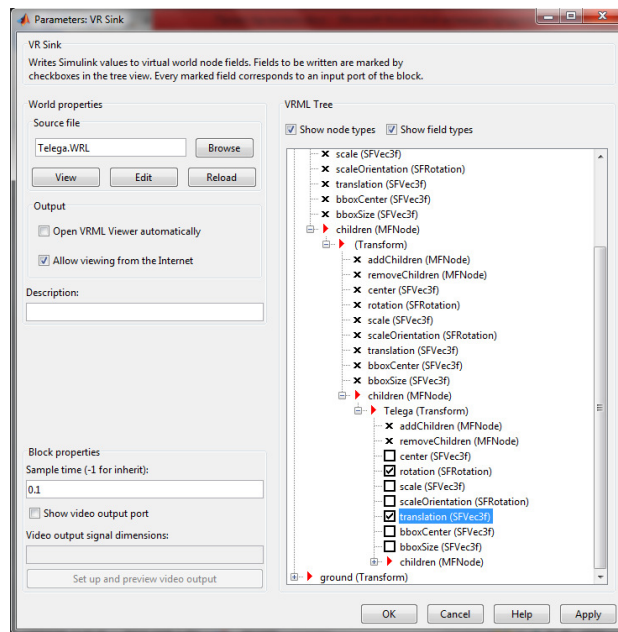 Parameters: VR Sink
VR Sink
Writes Simulink values to virtual world node fields. Fields to be written are marked by
checkboxes in the tree view. Every marked field corresponds to an input port of the block.
World properties
Source file
Telega.WRL
Browse
View
Edit
Reload
Output
Open VRML Viewer automatically
Allow viewing from the Internet
Description:
Block properties
Sample time (-1 for inherit):
0.1
Show video output port
Video output signal dimensions:
Set up and preview video output
VRML Tree
Show node types
Show field types
scale (SFVec3f)
scaleOrientation (SFRotation)
translation (SFVec3f)
bboxCenter (SFVec3f)
bboxSize (SFVec3f)
children (MFNode)
(Transform)
addChildren (MFNode)
removeChildren (MFNode)
center (SFVec3f)
rotation (SFRotation)
scale (SFVec3f)
scaleOrientation (SFRotation)
translation (SFVec3f)
bboxCenter (SFVec3f)
bboxSize (SFVec3f)
children (MFNode)
Telega (Transform)
addChildren (MFNode)
removeChildren (MFNode)
center (SFVec3f)
rotation (SFRotation)
scale (SFVec3f)
scaleOrientation (SFRotation)
translation (SFVec3f)
bboxCenter (SFVec3f)
bboxSize (SFVec3f)
children (MFNode)
ground (Transform)
OK
Cancel
Help
Apply